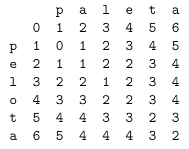 p a l e t a
0 1 2 3 4 5 6
p 1 0 1 2 3 4 5
e 2 1 1 2 2 3 4
l 3 2 2 1 2 3 4
o 4 3 3 2 2 3 4
t 5 4 4 3 3 2 3
a 6 5 4 4 4 3 2